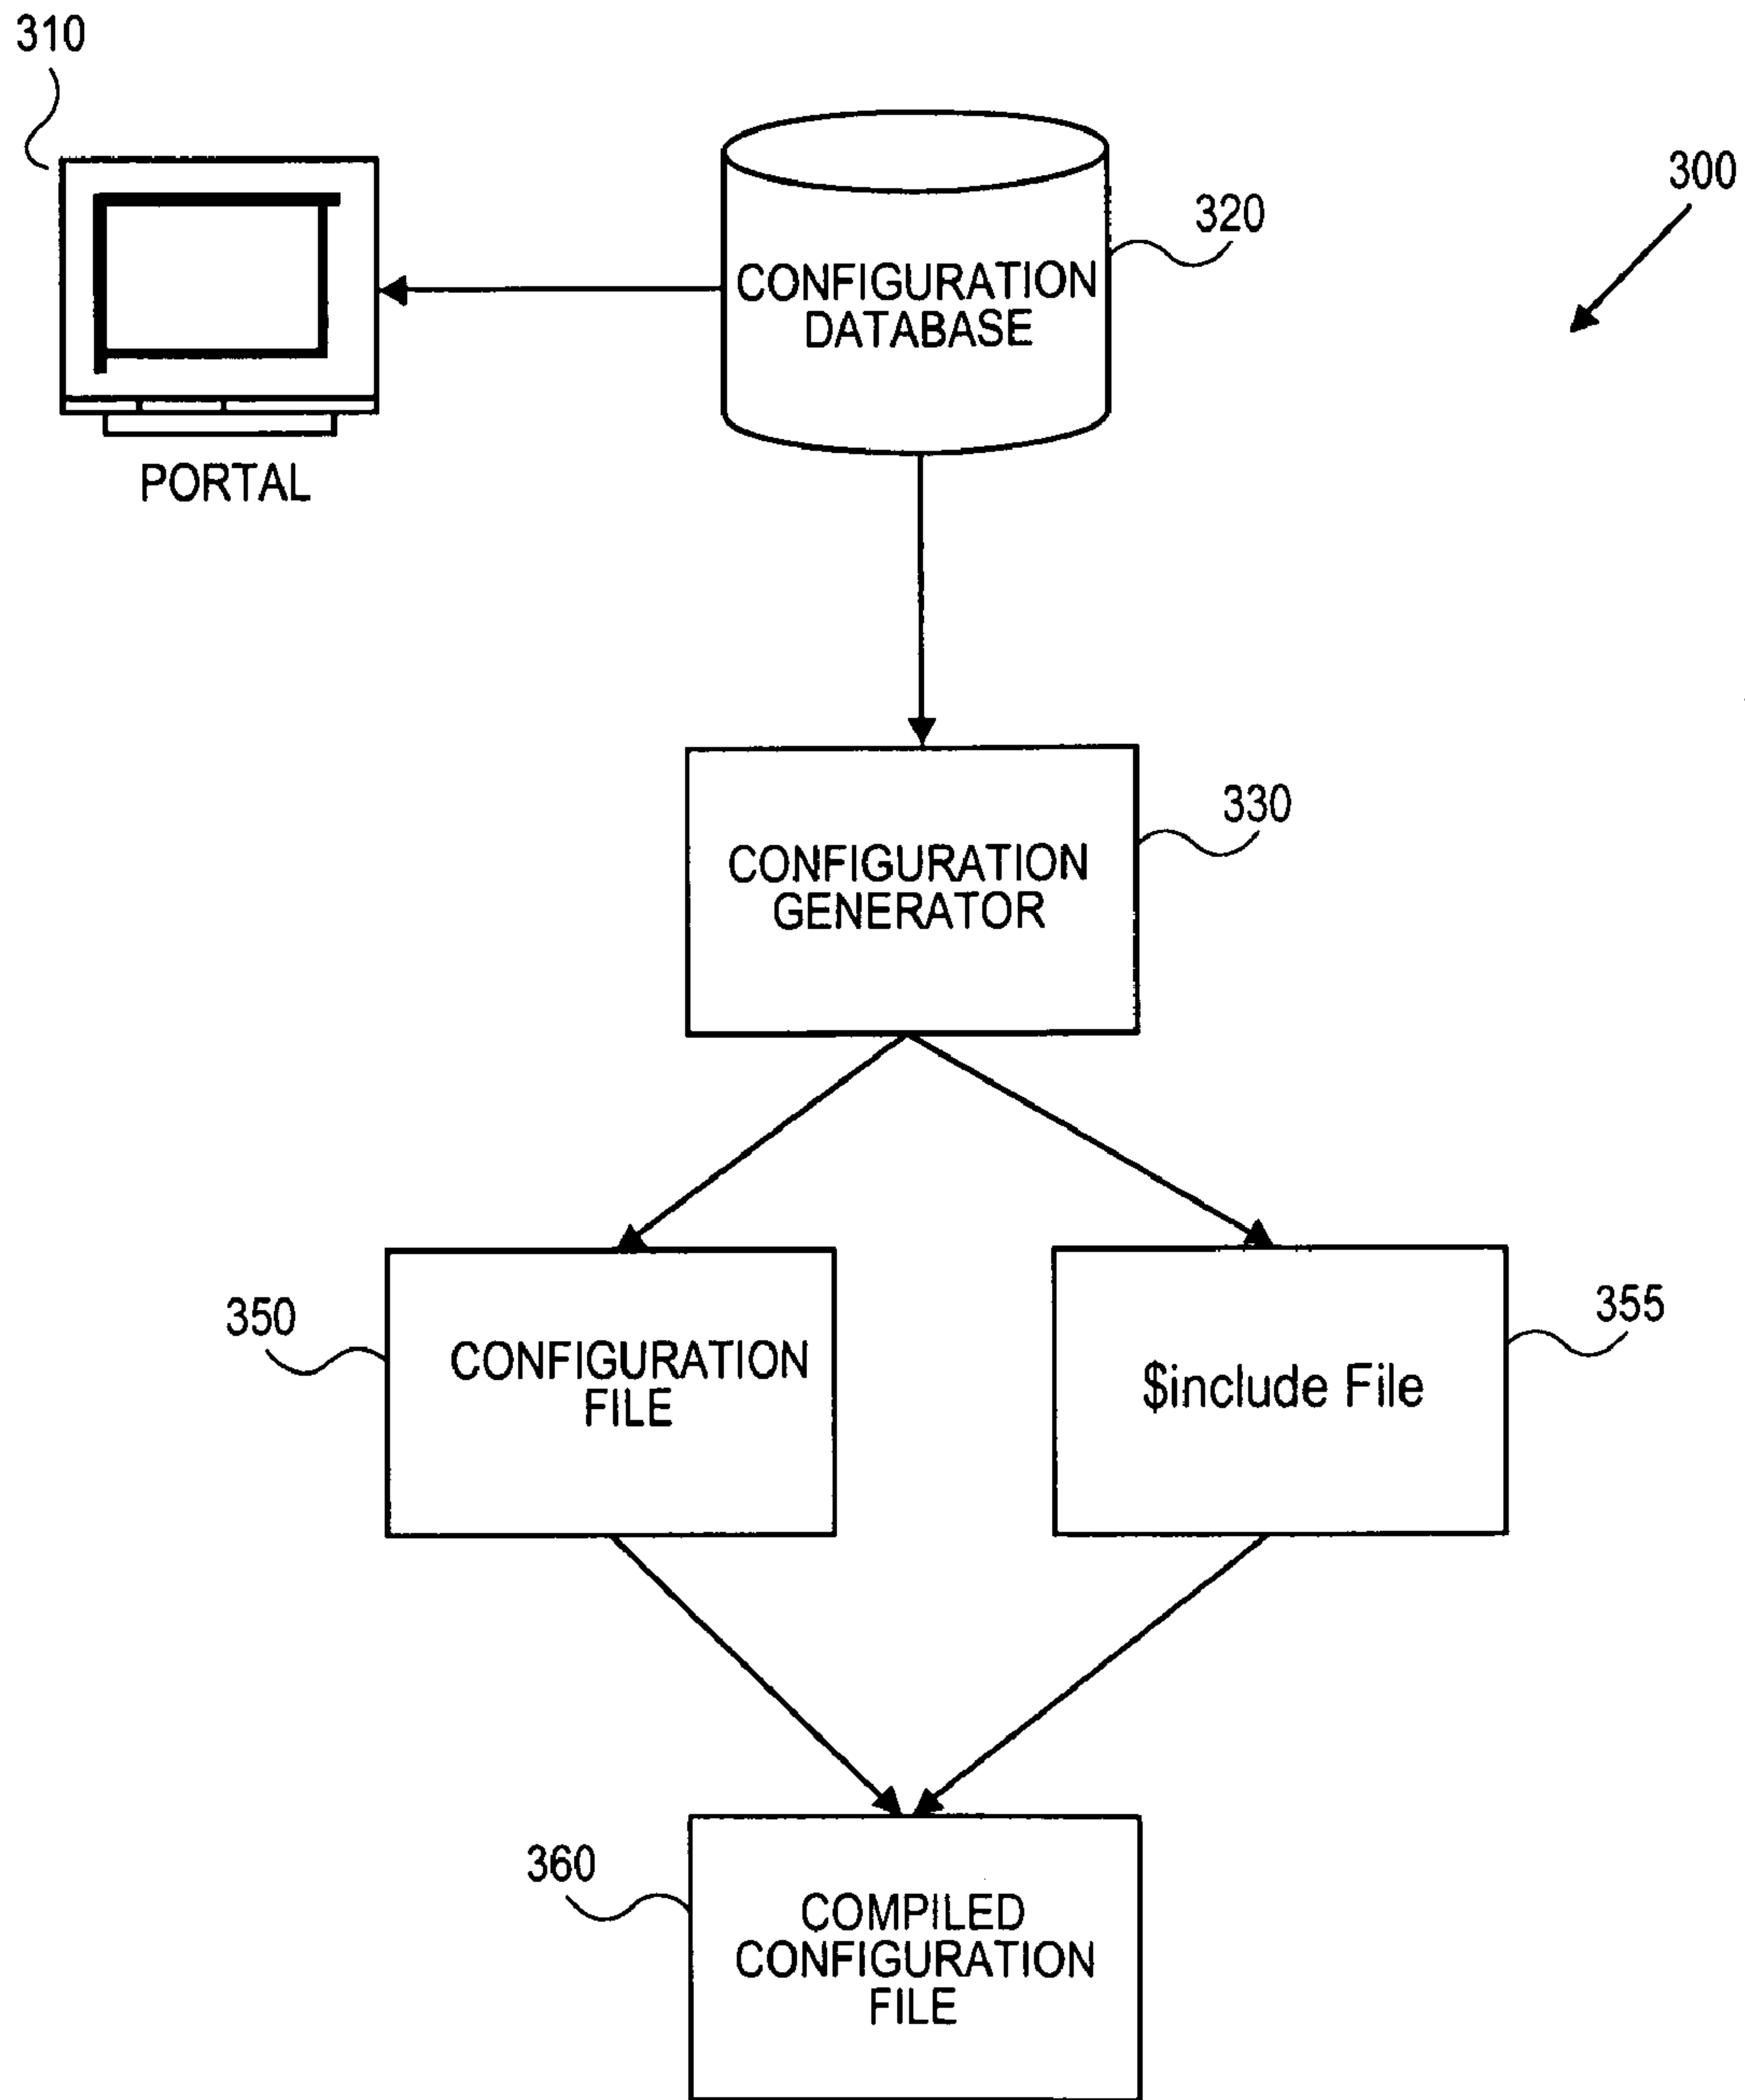 310
300
320
CONFIGURATION
DATABASE
PORTAL
330
CONFIGURATION
GENERATOR
350
CONFIGURATION
FILE
355
$include File
360
COMPILED
CONFIGURATION
FILE